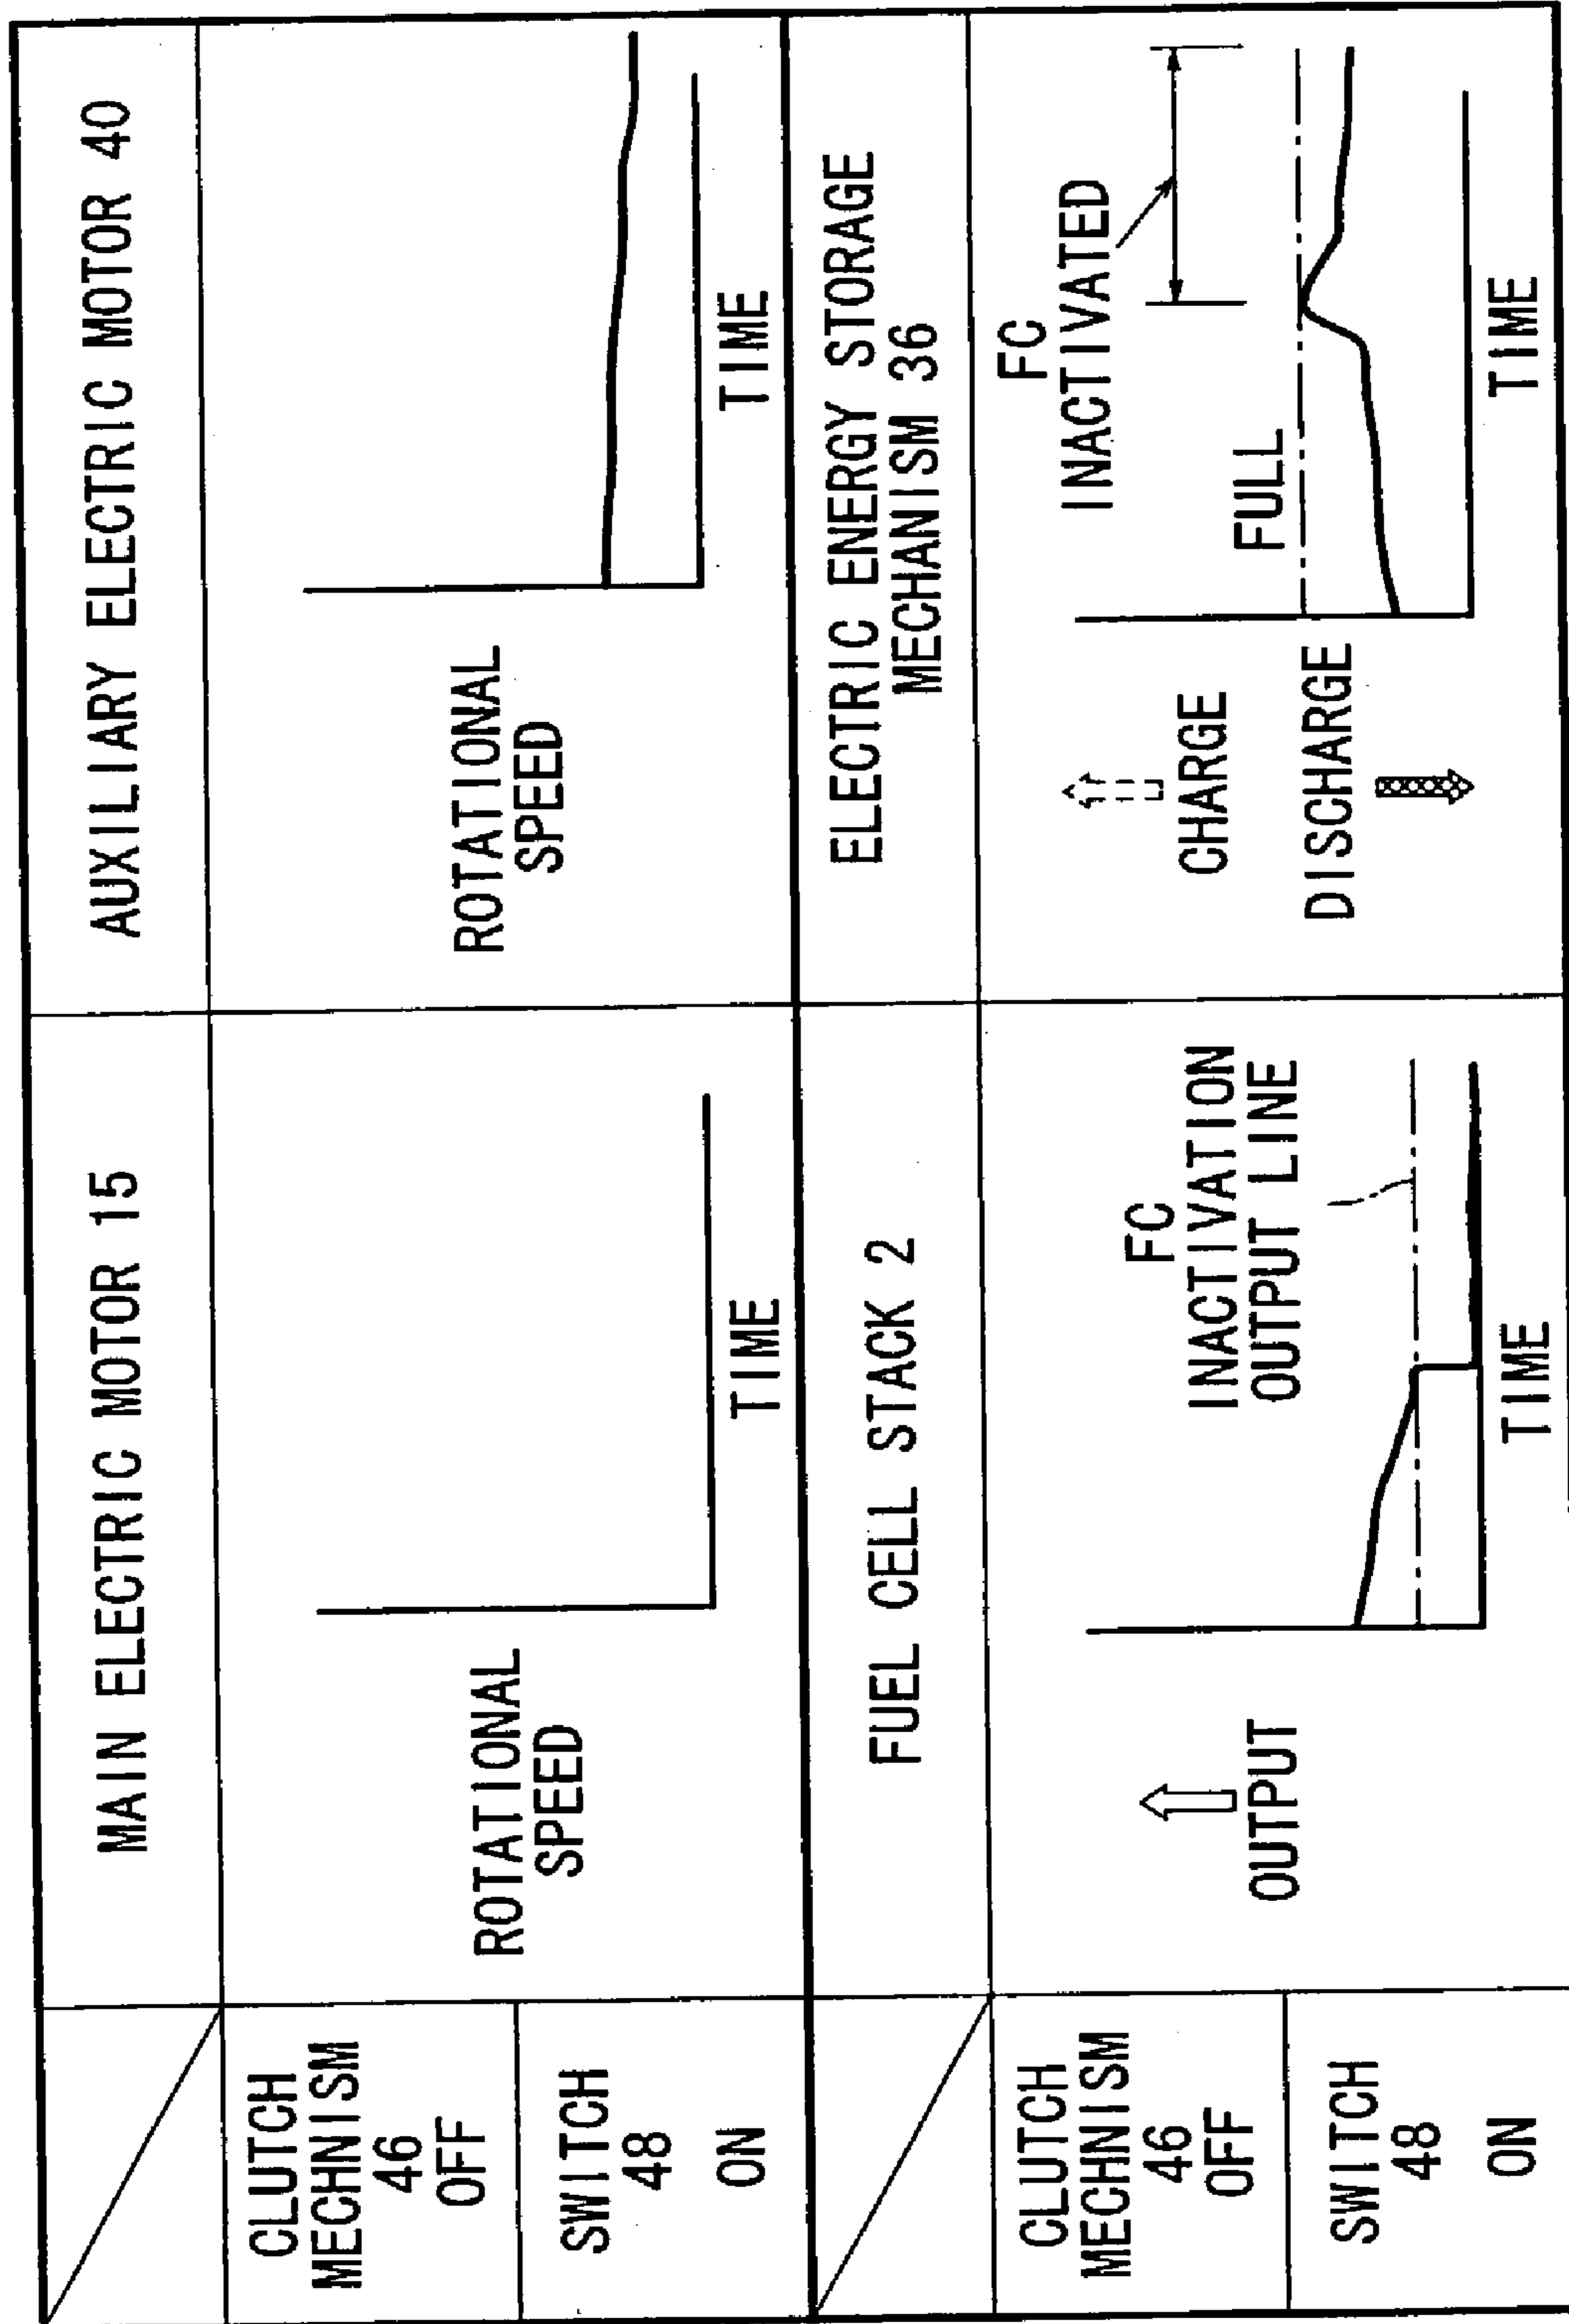 MAIN ELECTRIC MOTOR 15
AUXILIARY ELECTRIC MOTOR 40
CLUTCH
MECHNISM
46
OFF
SWITCH
48
ON
ROTATIONAL
SPEED
TIME
ROTATIONAL
SPEED
TIME
FUEL CELL STACK 2
ELECTRIC ENERGY STORAGE
MECHANISM 36
CLUTCH
MECHNISM
46
OFF
SWITCH
48
ON
OUTPUT
FC
INACTIVATION
OUTPUT LINE
TIME
CHARGE
DISCHARGE
FC
INACTIVATED
FULL
TIME